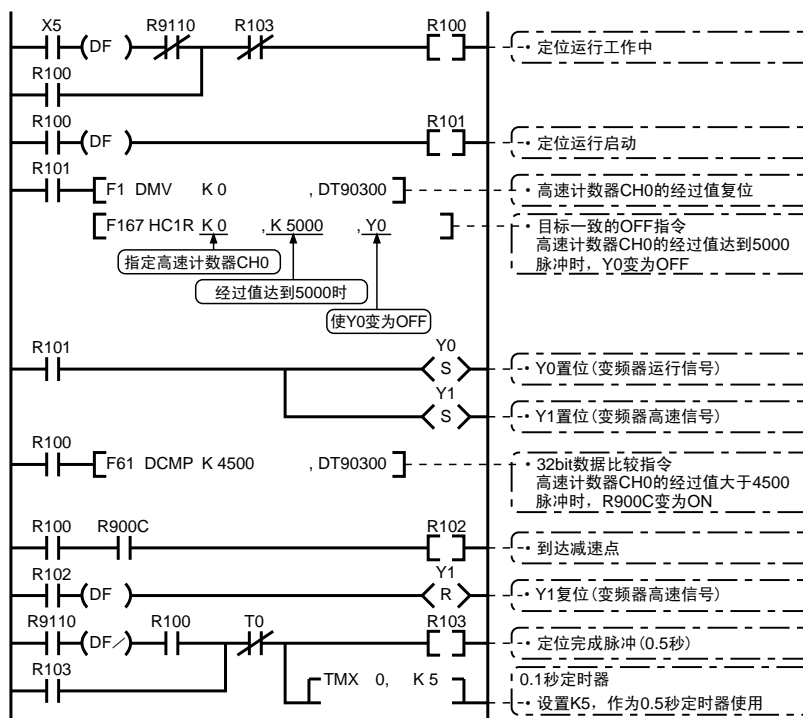 X5 R9110 R103 R100
(DF)
· 定位运行工作中
R100
R100 R101
(DF)
· 定位运行启动
R101
F1 DMV K 0 , DT90300
· 高速计数器CH0的经过值复位
F167 HC1R K 0 , K 5000 , Y0
· 目标一致的OFF指令
高速计数器CH0的经过值达到5000
脉冲时，Y0变为OFF
指定高速计数器CH0
经过值达到5000时
使Y0变为OFF
R101 Y0
S
· Y0置位(变频器运行信号)
Y1
S
· Y1置位(变频器高速信号)
R100
F61 DCMP K 4500 , DT90300
· 32bit数据比较指令
高速计数器CH0的经过值大于4500
脉冲时，R900C变为ON
R100 R900C R102
· 到达减速点
R102 Y1
(DF) R
· Y1复位(变频器高速信号)
R9110 R100 T0 R103
(DF/)
· 定位完成脉冲(0.5秒)
R103
TMX 0, K 5
0.1秒定时器
· 设置K5，作为0.5秒定时器使用